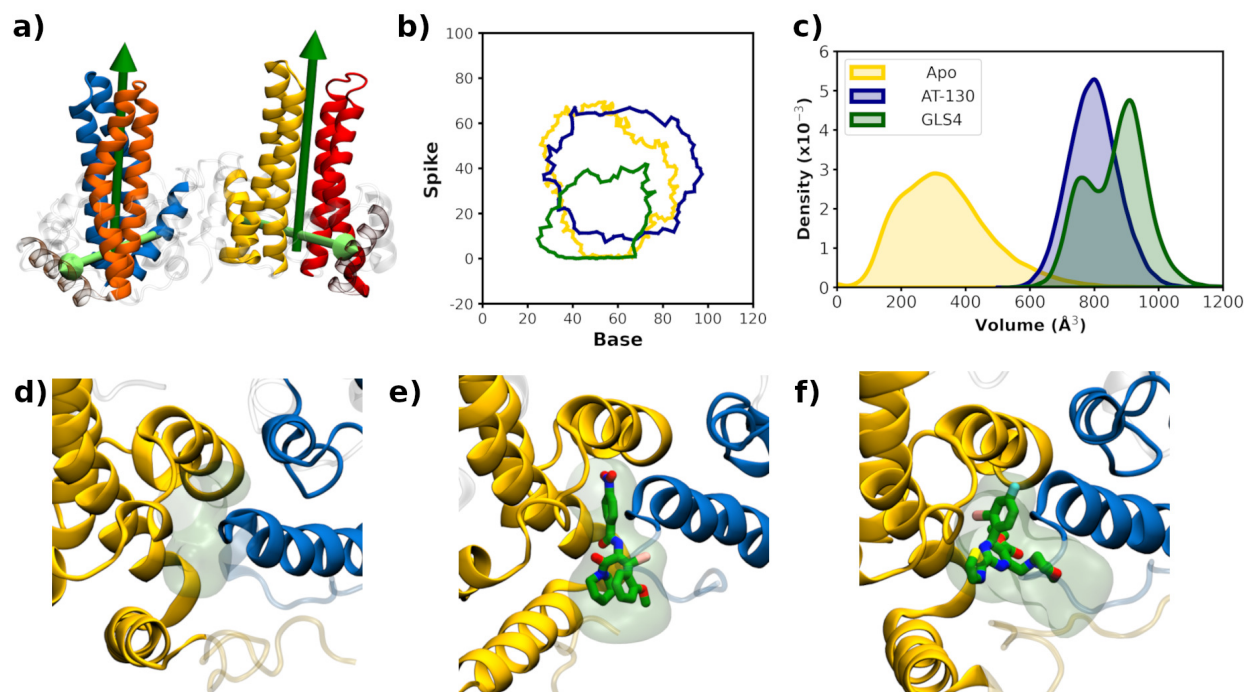 a)
b)
100
80
60
40
20
0
-20
0 20 40 60 80 100 120
Spike
Base
c)
6
5
4
3
2
1
0
0 200 400 600 800 1000 1200
Density (x10⁻³)
Volume (Å³)
Apo
AT-130
GLS4
d)
e)
f)